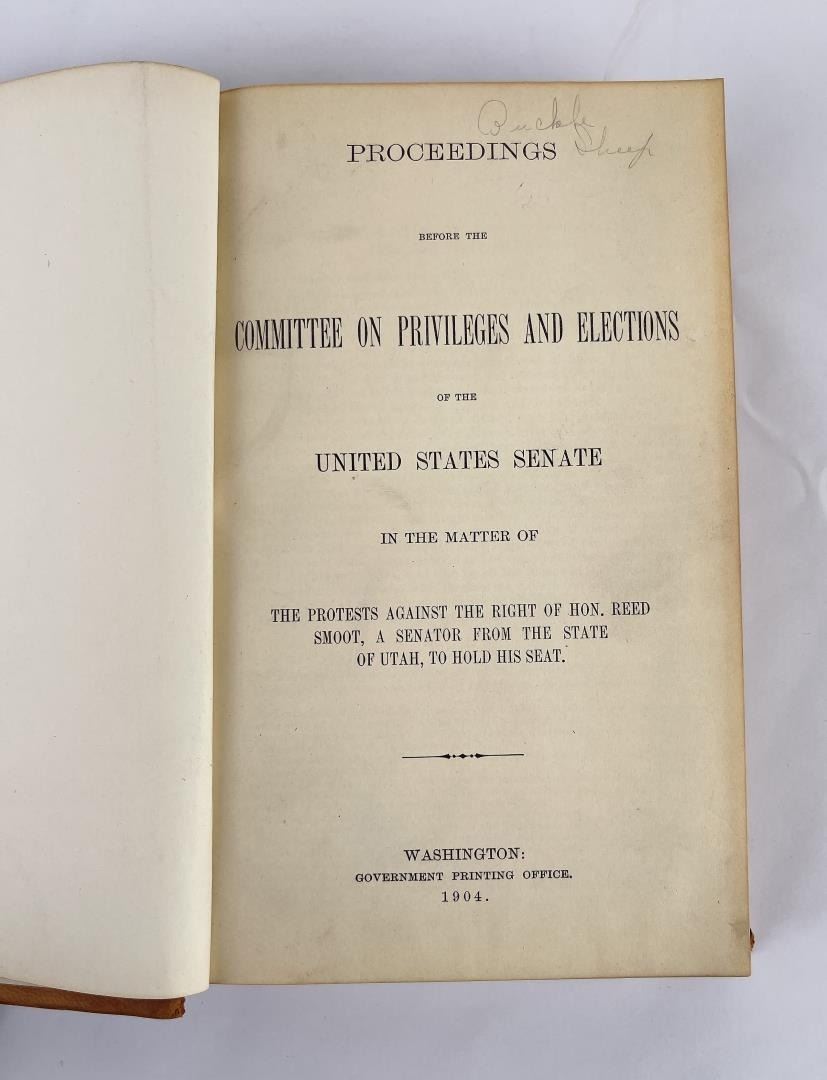 Sheep
PROCEEDINGS
BEFORE THE
COMMITTEE ON PRIVILEGES AND ELECTIONS
OF THE
UNITED STATES SENATE
IN THE MATTER OF
THE PROTESTS AGAINST THE RIGHT OF HON. REED
SMOOT, A SENATOR FROM THE STATE
OF UTAH, TO HOLD HIS SEAT.
WASHINGTON:
GOVERNMENT PRINTING OFFICE.
1904.